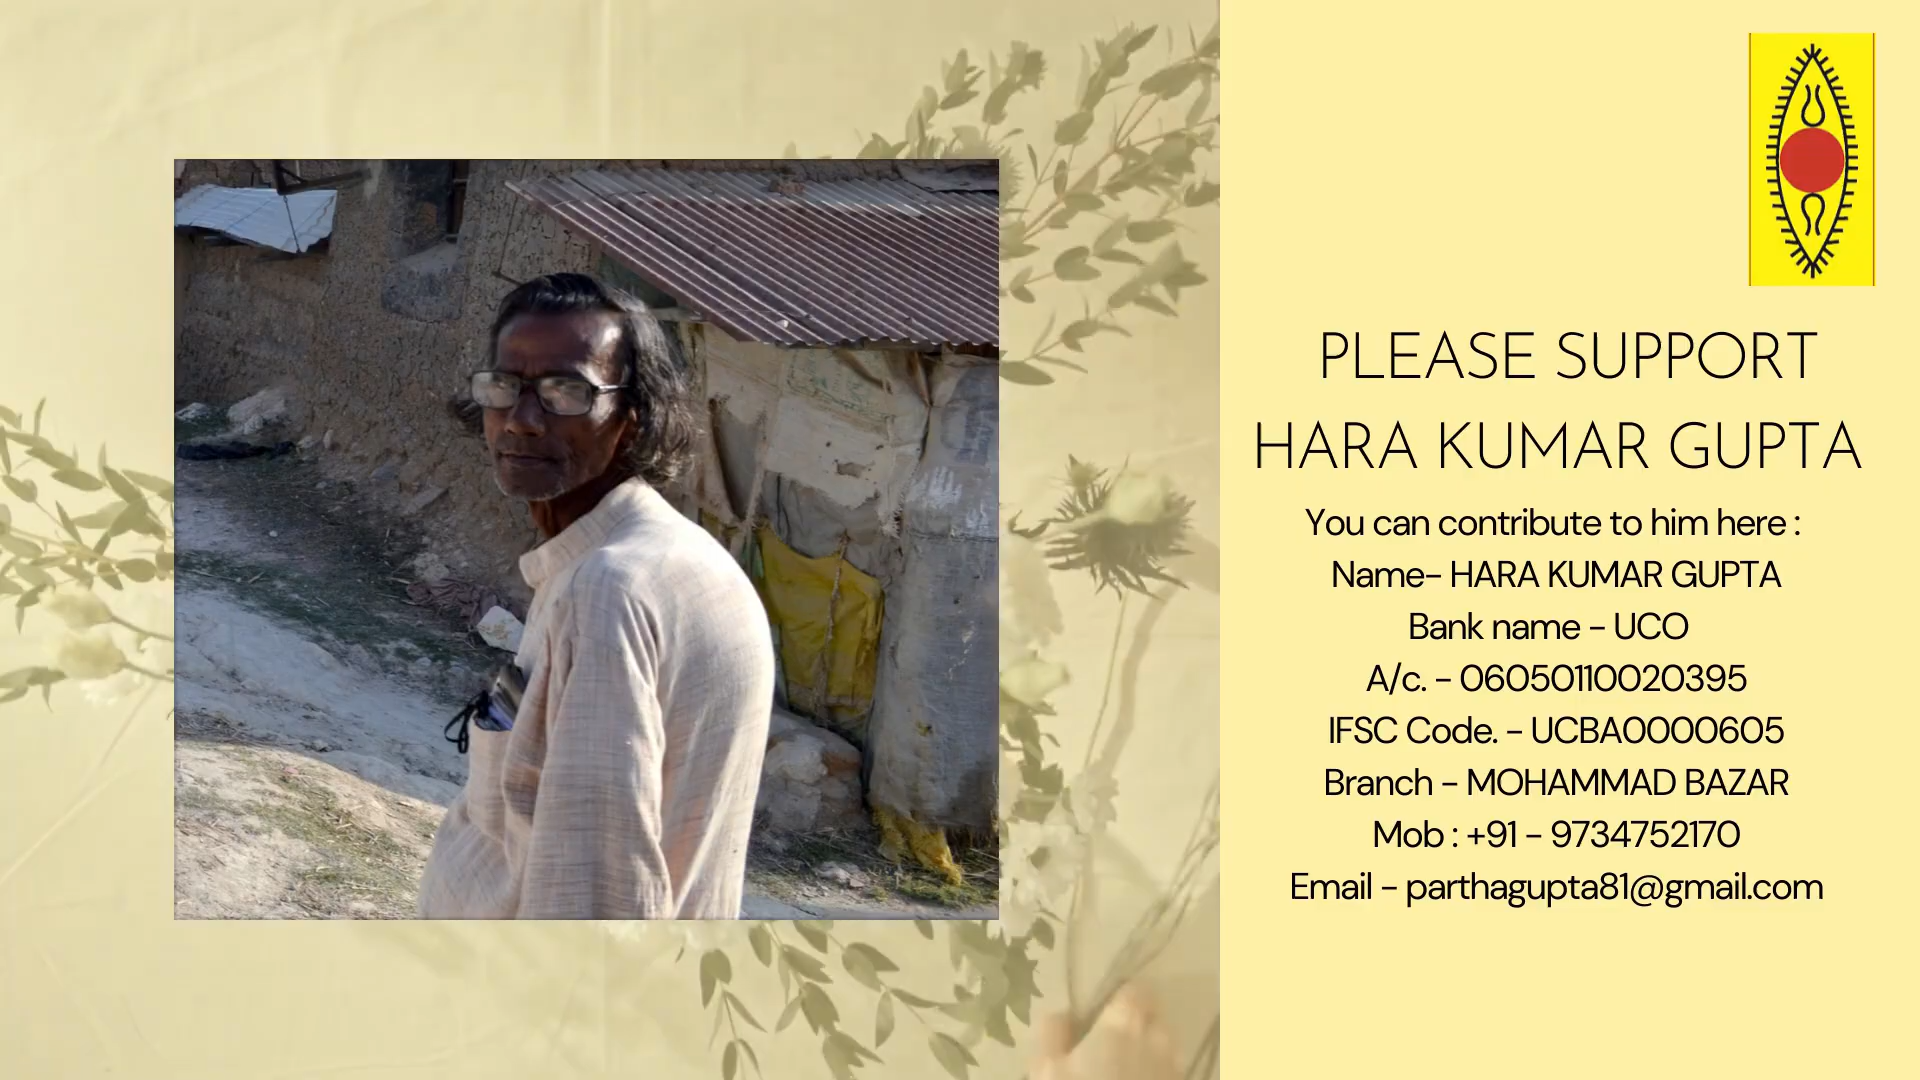 PLEASE SUPPORT
HARA KUMAR GUPTA
You can contribute to him here :
Name- HARA KUMAR GUPTA
Bank name - UCO
A/c. - 06050110020395
IFSC Code. - UCBA0000605
Branch - MOHAMMAD BAZAR
Mob : +91 - 9734752170
Email - parthagupta81@gmail.com